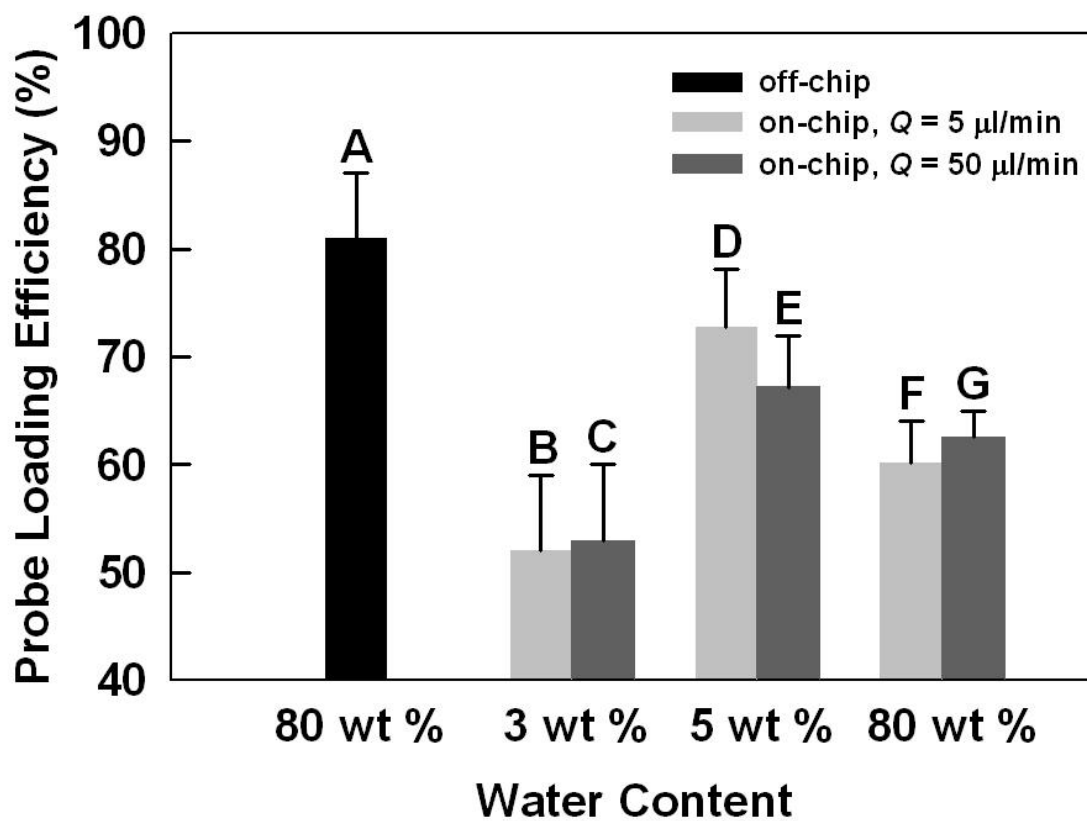 Probe Loading Efficiency (%)
100
90
80
70
60
50
40
off-chip
on-chip, Q = 5 μl/min
on-chip, Q = 50 μl/min
A
B
C
D
E
F
G
80 wt %
3 wt %
5 wt %
80 wt %
Water Content